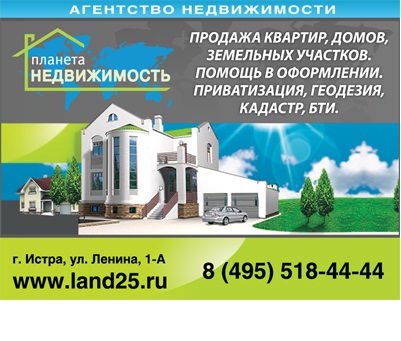 АГЕНТСТВО НЕДВИЖИМОСТИ
планета
НЕДВИЖИМОСТЬ
ПРОДАЖА КВАРТИР, ДОМОВ,
ЗЕМЕЛЬНЫХ УЧАСТКОВ.
ПОМОЩЬ В ОФОРМЛЕНИИ.
ПРИВАТИЗАЦИЯ, ГЕОДЕЗИЯ,
КАДАСТР, БТИ.
г. Истра, ул. Ленина, 1-А
www.land25.ru
8 (495) 518-44-44